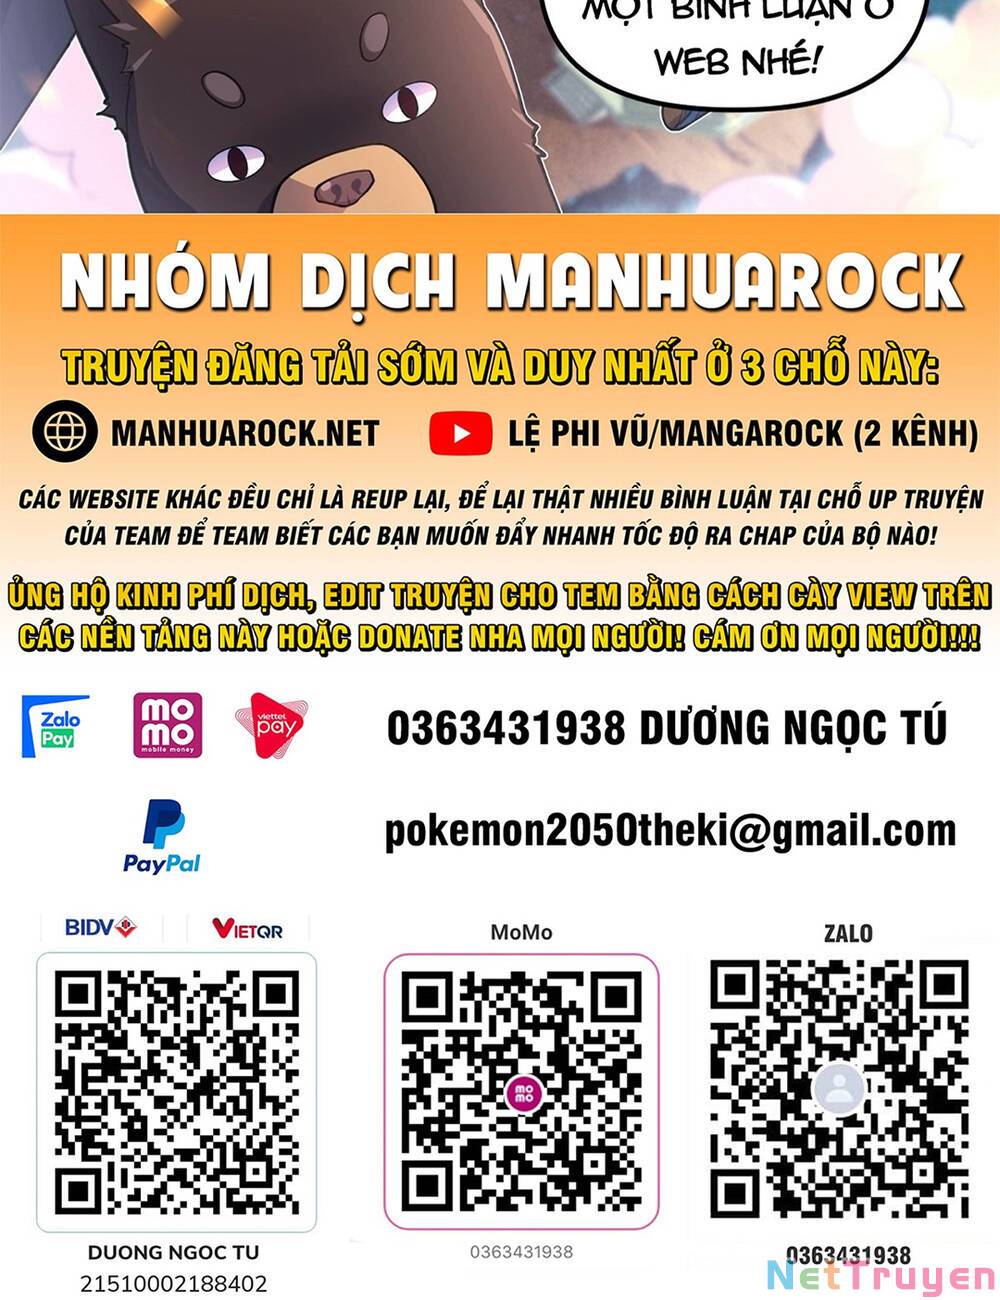 MỘT BÌNH LUẬN Ở
WEB NHÉ!
NHÓM DỊCH MANHUAROCK
TRUYỆN ĐĂNG TẢI SỚM VÀ DUY NHẤT Ở 3 CHỖ NÀY:
MANHUAROCK.NET
LỆ PHI VŨ/MANGAROCK (2 KÊNH)
CÁC WEBSITE KHÁC ĐỀU CHỈ LÀ REUP LẠI, ĐỂ LẠI THẬT NHIỀU BÌNH LUẬN TẠI CHỖ UP TRUYỆN
CỦA TEAM ĐỂ TEAM BIẾT CÁC BẠN MUỐN ĐẨY NHANH TỐC ĐỘ RA CHAP CỦA BỘ NÀO!
ỦNG HỘ KINH PHÍ DỊCH, EDIT TRUYỆN CHO TEM BẰNG CÁCH CÀY VIEW TRÊN
CÁC NỀN TẢNG NÀY HOẶC DONATE NHA MỌI NGƯỜI! CÁM ƠN MỌI NGƯỜI!!!
Zalo
Pay
mo
mo
mobile money
viettel
pay
0363431938 DƯƠNG NGỌC TÚ
PayPal
pokemon2050theki@gmail.com
BIDV
VIETQR
MoMo
ZALO
mo
mo
DUONG NGOC TU
21510002188402
0363431938
0363431938
NetTruyen